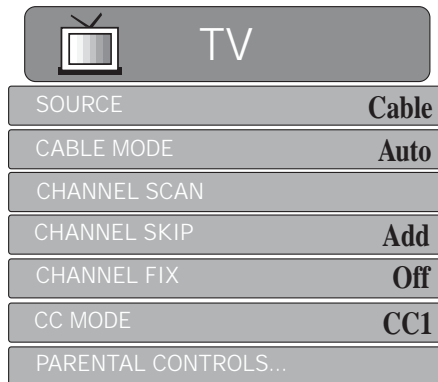 TV
SOURCE Cable
CABLE MODE Auto
CHANNEL SCAN
CHANNEL SKIP Add
CHANNEL FIX Off
CC MODE CC1
PARENTAL CONTROLS...